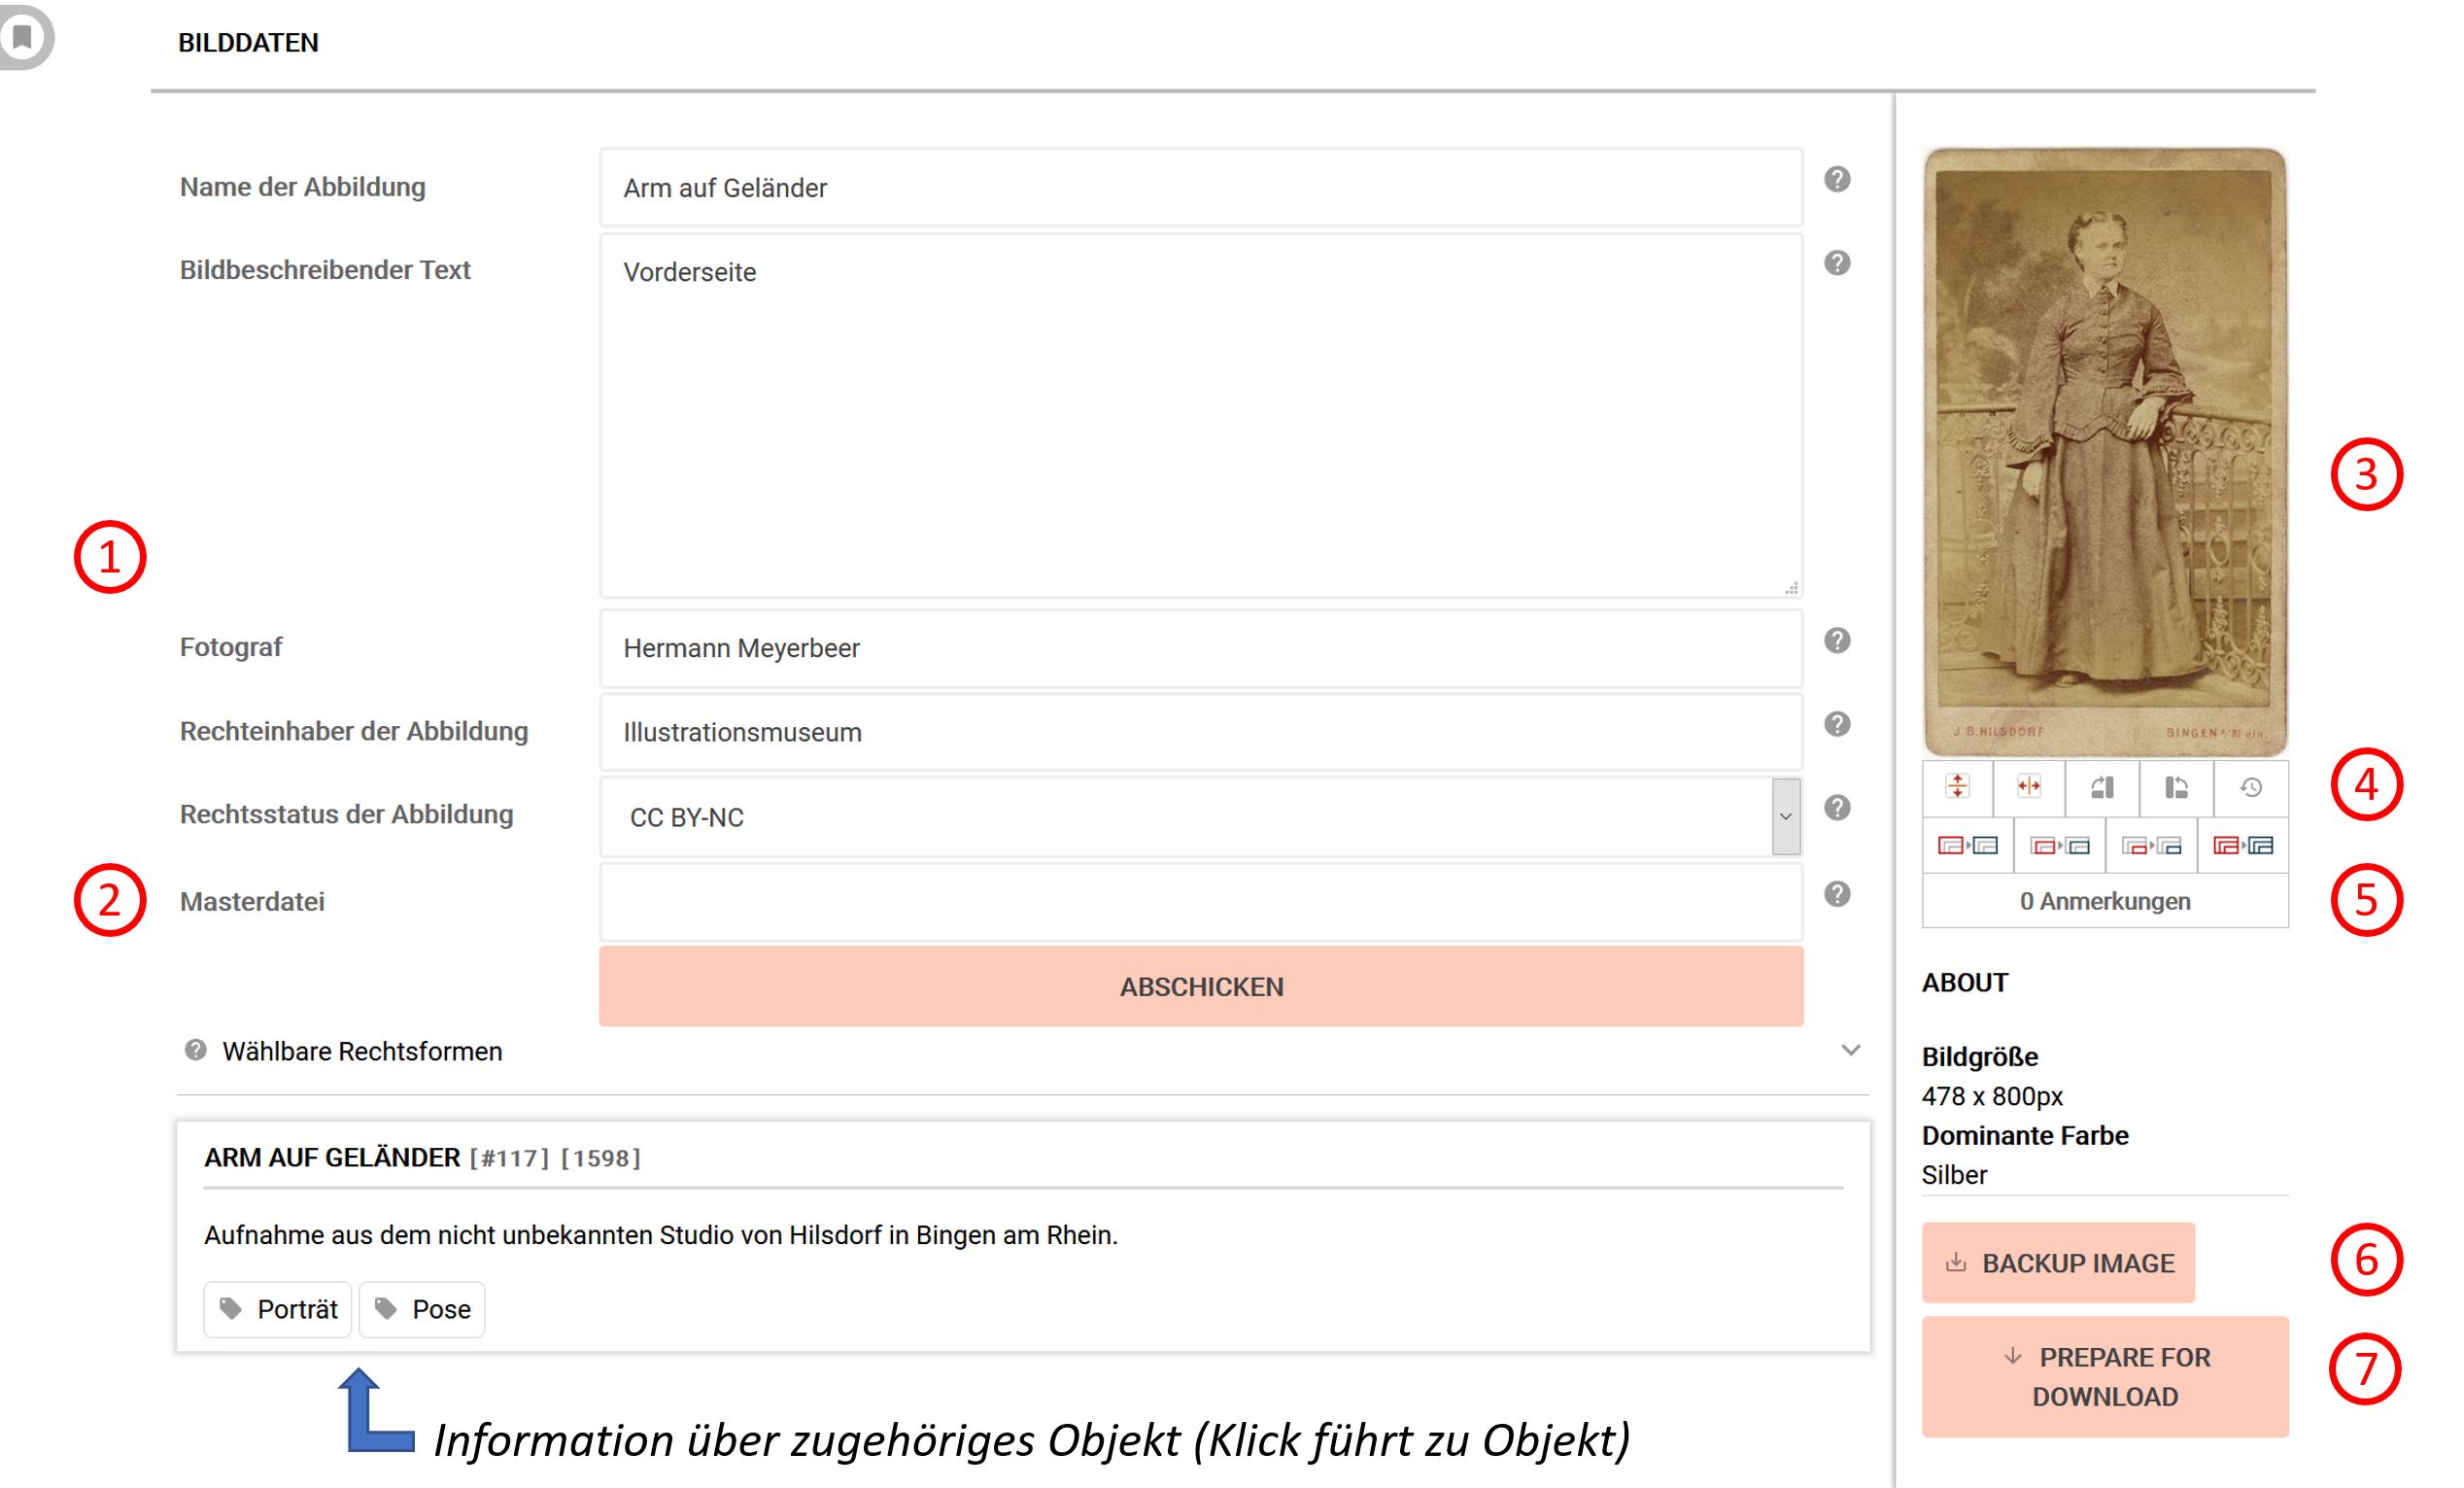 BILDDATEN
Name der Abbildung
Arm auf Geländer
Bildbeschreibender Text
Vorderseite
1
Fotograf
Hermann Meyerbeer
Rechteinhaber der Abbildung
Illustrationsmuseum
Rechtsstatus der Abbildung
CC BY-NC
2
Masterdatei
ABSCHICKEN
Wählbare Rechtsformen
ARM AUF GELÄNDER [#117] [1598]
Aufnahme aus dem nicht unbekannten Studio von Hilsdorf in Bingen am Rhein.
Porträt
Pose
Information über zugehöriges Objekt (Klick führt zu Objekt)
J.B.HILSDORF
BINGEN a/Rhein.
3
4
0 Anmerkungen
5
ABOUT
Bildgröße
478 x 800px
Dominante Farbe
Silber
BACKUP IMAGE
6
PREPARE FOR
DOWNLOAD
7